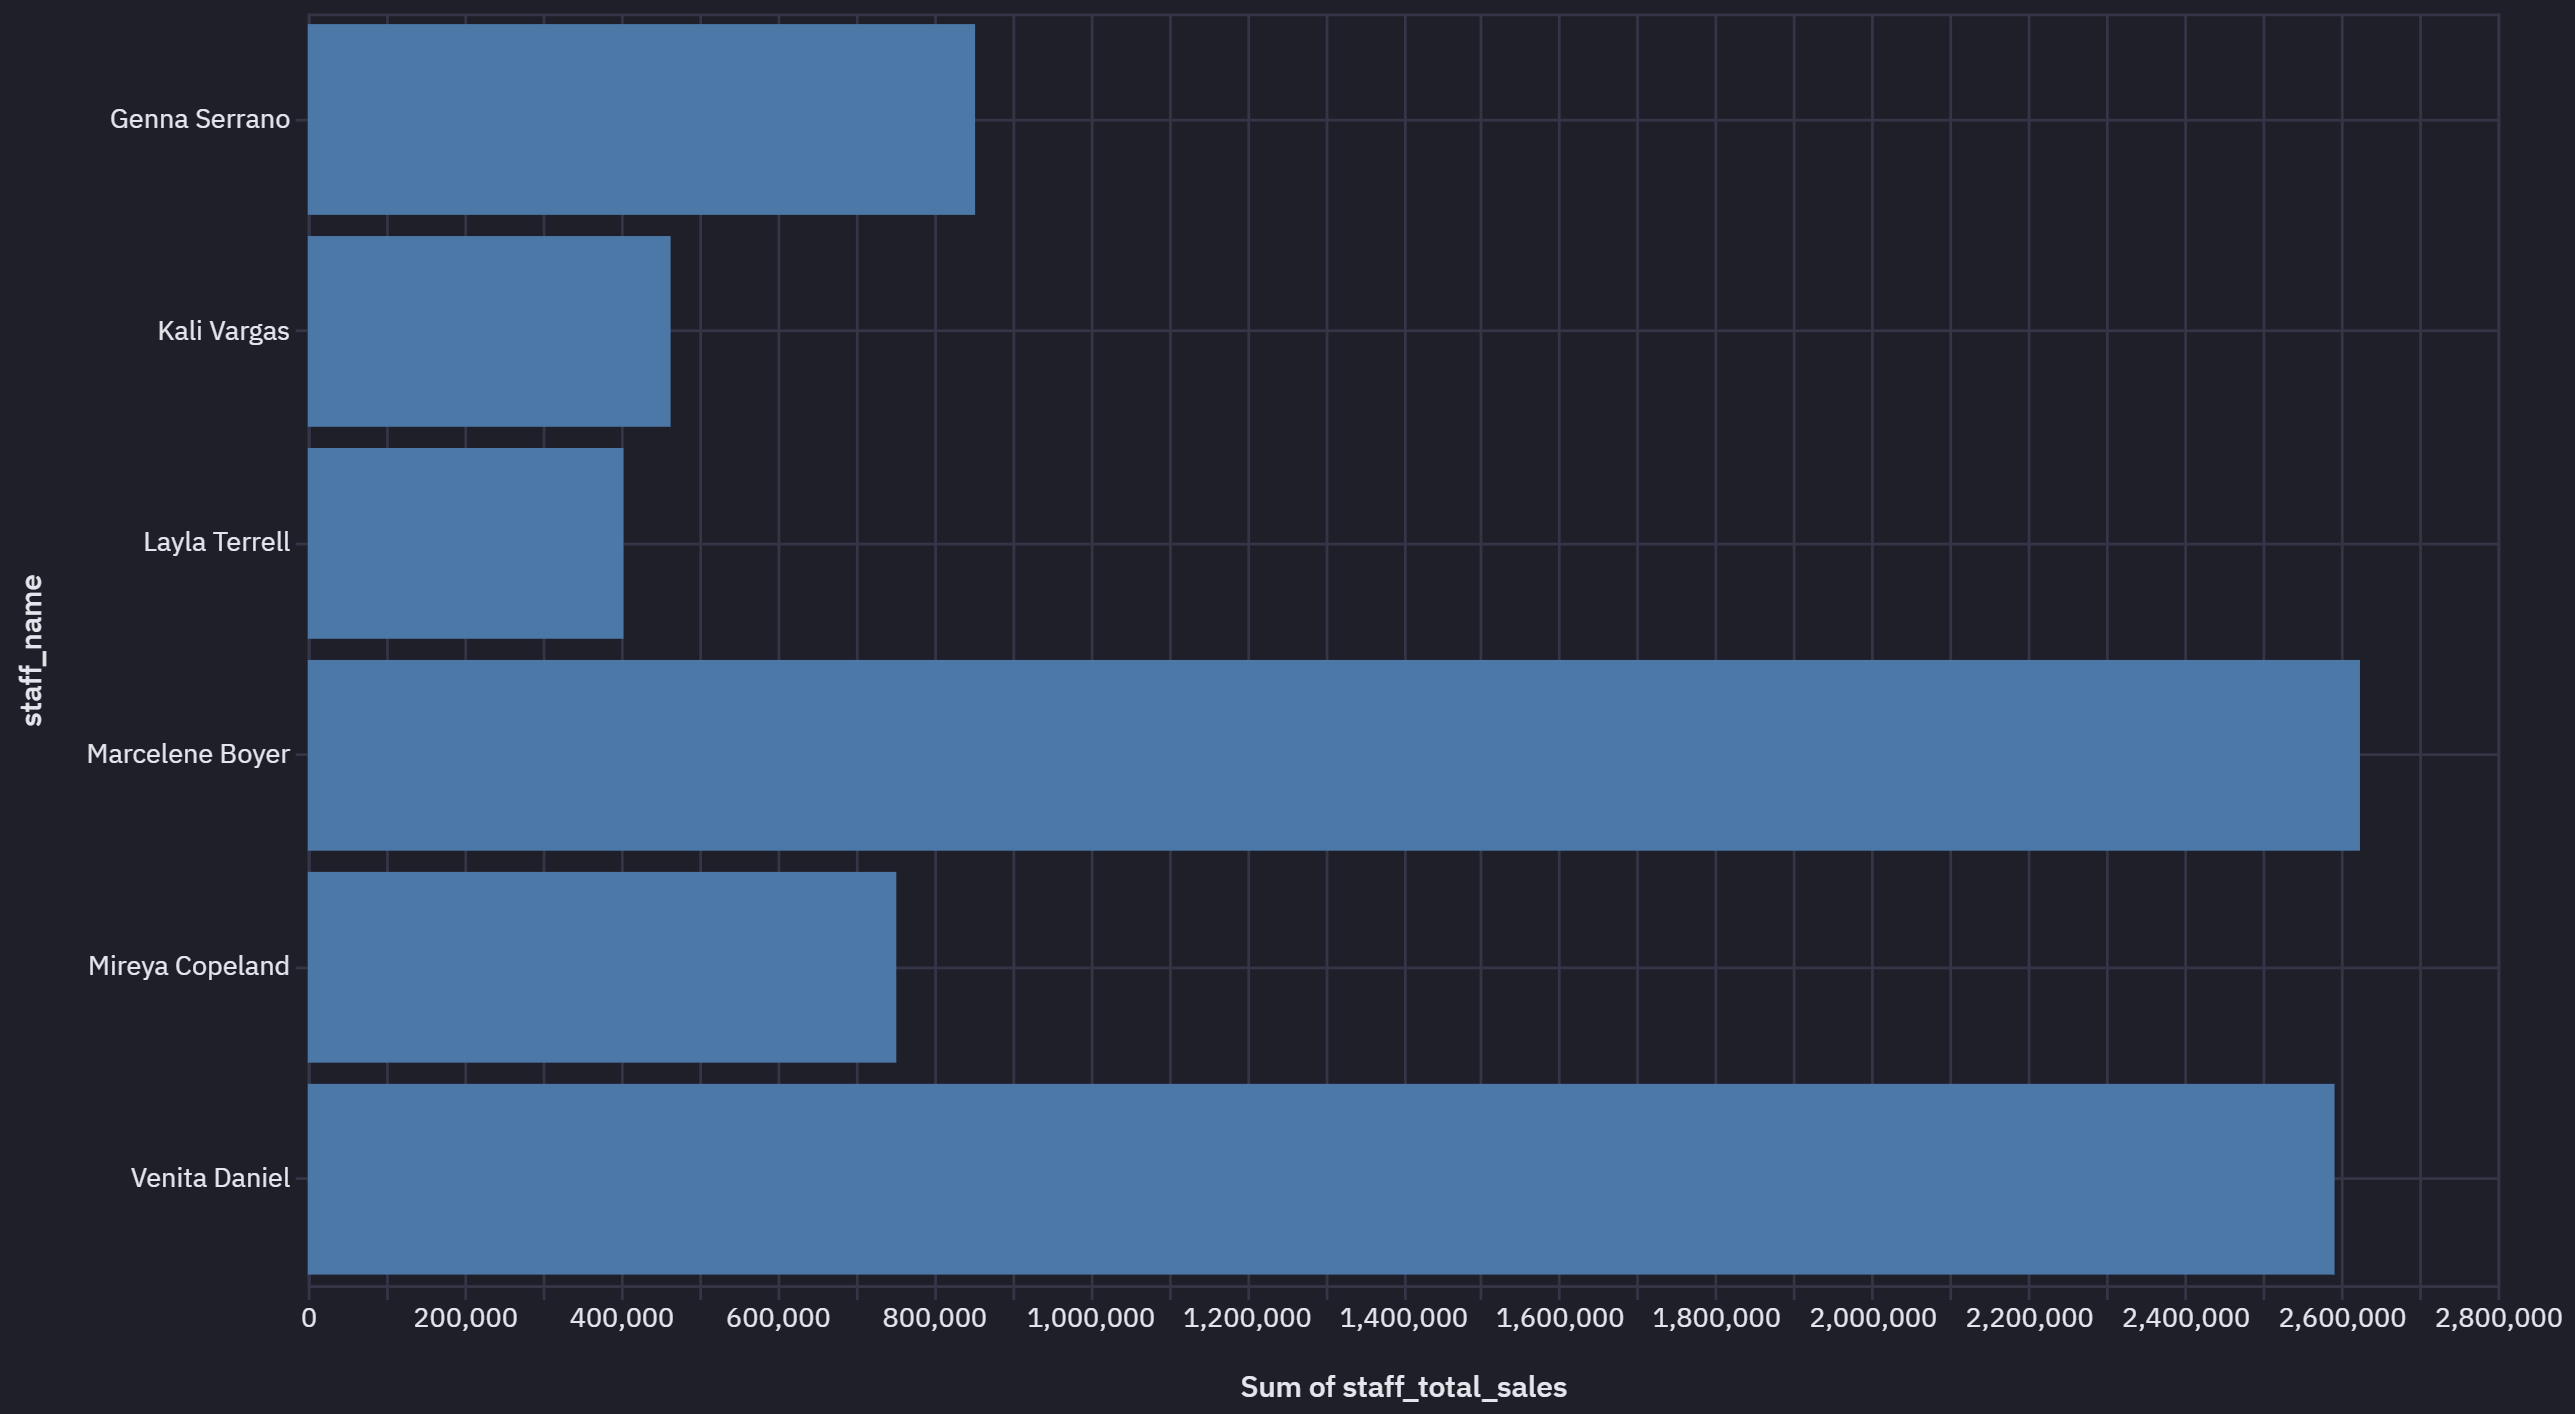 staff_name
Genna Serrano
Kali Vargas
Layla Terrell
Marcelene Boyer
Mireya Copeland
Venita Daniel
0 200,000 400,000 600,000 800,000 1,000,000 1,200,000 1,400,000 1,600,000 1,800,000 2,000,000 2,200,000 2,400,000 2,600,000 2,800,000
Sum of staff_total_sales